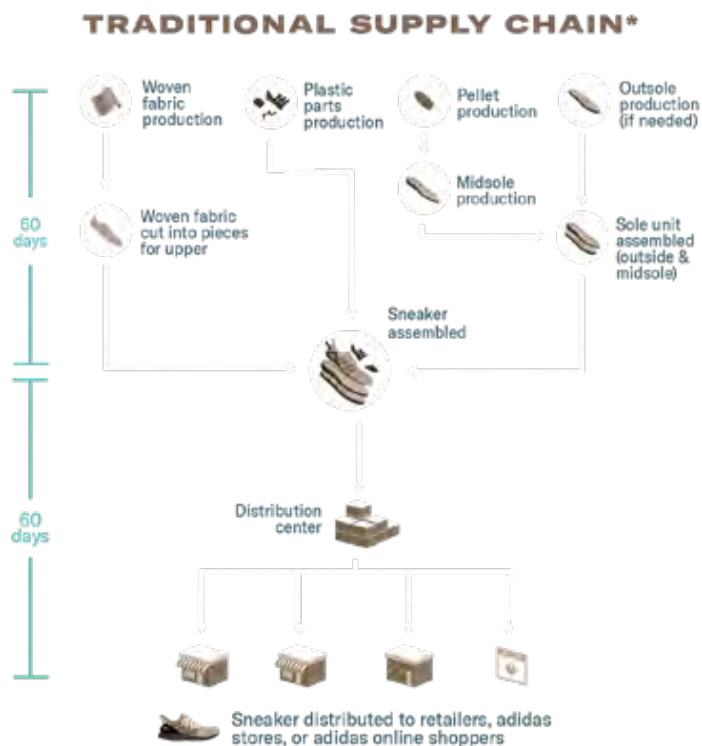 TRADITIONAL SUPPLY CHAIN*
Woven
fabric
production
Plastic
parts
production
Pellet
production
Outsole
production
(if needed)
Midsole
production
60
days
Woven fabric
cut into pieces
for upper
Sole unit
assembled
(outside &
midsole)
Sneaker
assembled
60
days
Distribution
center
Sneaker distributed to retailers, adidas
stores, or adidas online shoppers